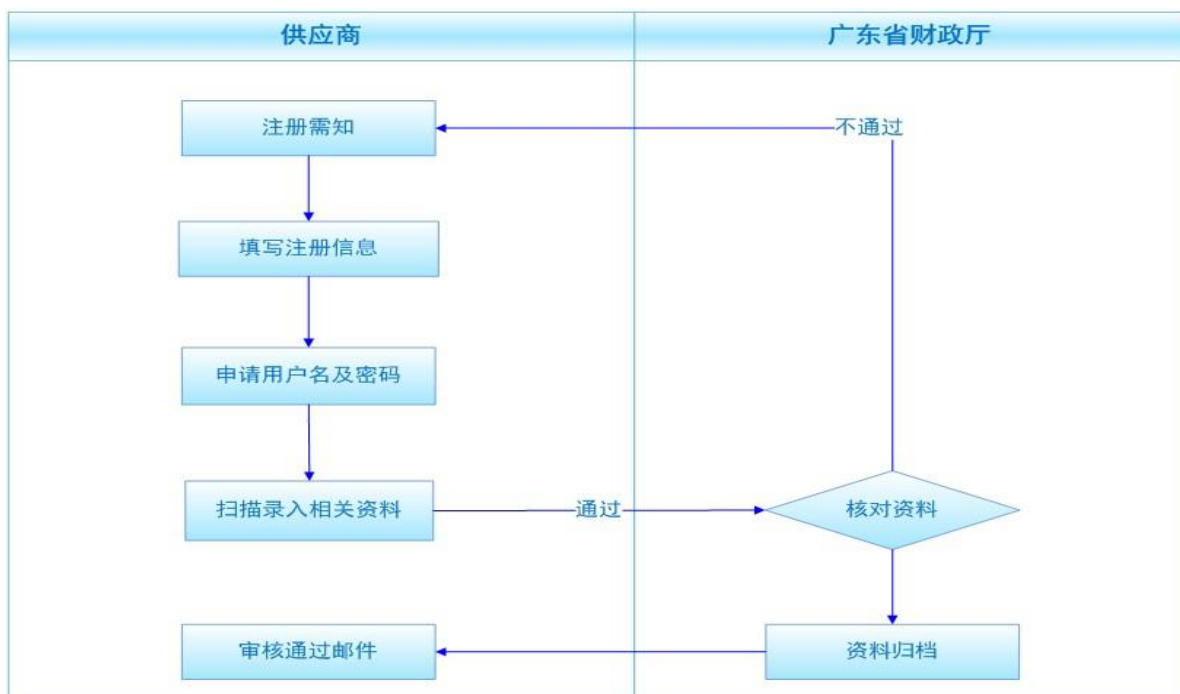 供应商
广东省财政厅
注册需知
不通过
填写注册信息
申请用户名及密码
扫描录入相关资料
通过
核对资料
审核通过邮件
资料归档